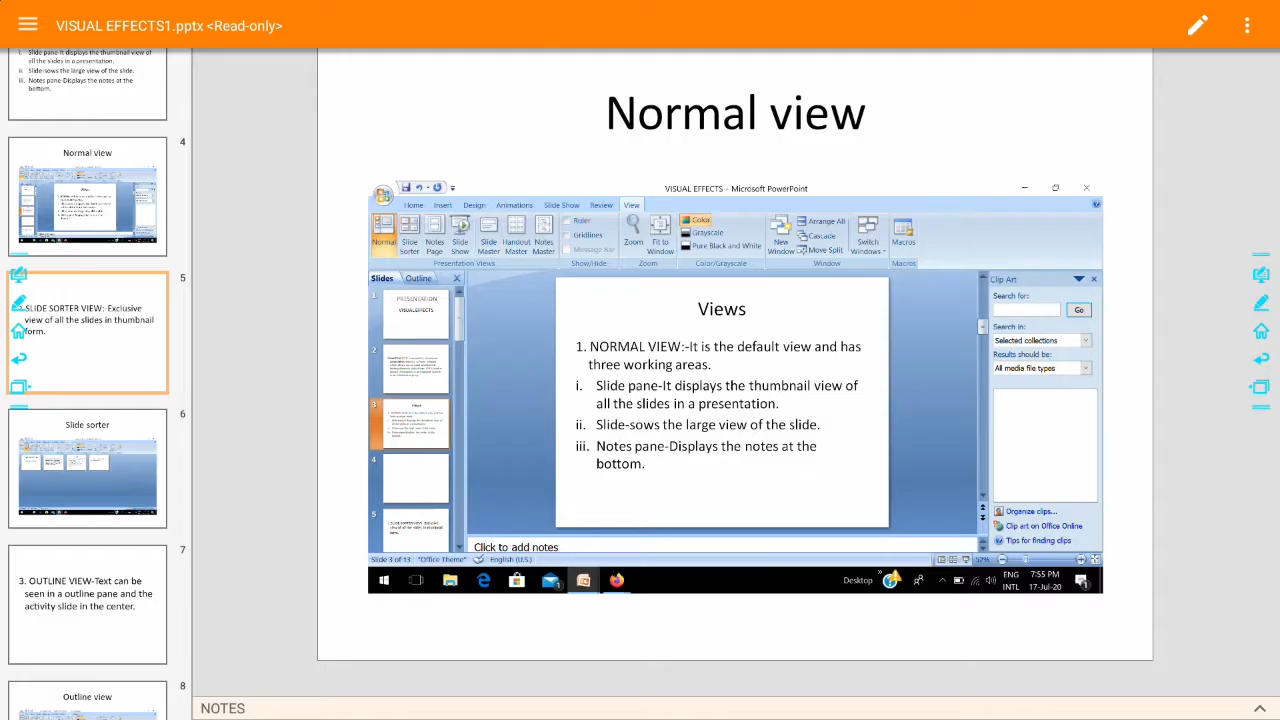 VISUAL EFFECTS1.pptx <Read-only>
i. Slide pane-It displays the thumbnail view of
all the slides in a presentation.
ii. Slide-sows the large view of the slide.
iii. Notes pane-Displays the notes at the
bottom.
4
Normal view
5
SLIDE SORTER VIEW:-Exclusive
view of all the slides in thumbnail
form.
6
Slide sorter
7
3. OUTLINE VIEW-Text can be
seen in a outline pane and the
activity slide in the center.
8
Outline view
Normal view
VISUAL EFFECTS - Microsoft PowerPoint
Home Insert Design Animations Slide Show Review View
Normal Slide Sorter Notes Page Slide Show Slide Master Handout Master Notes Master
Ruler
Gridlines
Message Bar
Zoom Fit to Window
Color
Grayscale
Pure Black and White
New Window
Arrange All
Cascade
Move Split
Switch Windows
Macros
Presentation Views Show/Hide Zoom Color/Grayscale Window Macros
Slides Outline
1
PRESENTATION
VISUAL EFFECTS
2
3
4
5
Views
1. NORMAL VIEW:-It is the default view and has
three working areas.
i. Slide pane-It displays the thumbnail view of
all the slides in a presentation.
ii. Slide-sows the large view of the slide.
iii. Notes pane-Displays the notes at the
bottom.
Clip Art
Search for:
Go
Search in:
Selected collections
Results should be:
All media file types
Organize clips...
Clip art on Office Online
Tips for finding clips
Click to add notes
Slide 3 of 13 "Office Theme" English (U.S.) 52%
Desktop
ENG
INTL
7:55 PM
17-Jul-20
NOTES